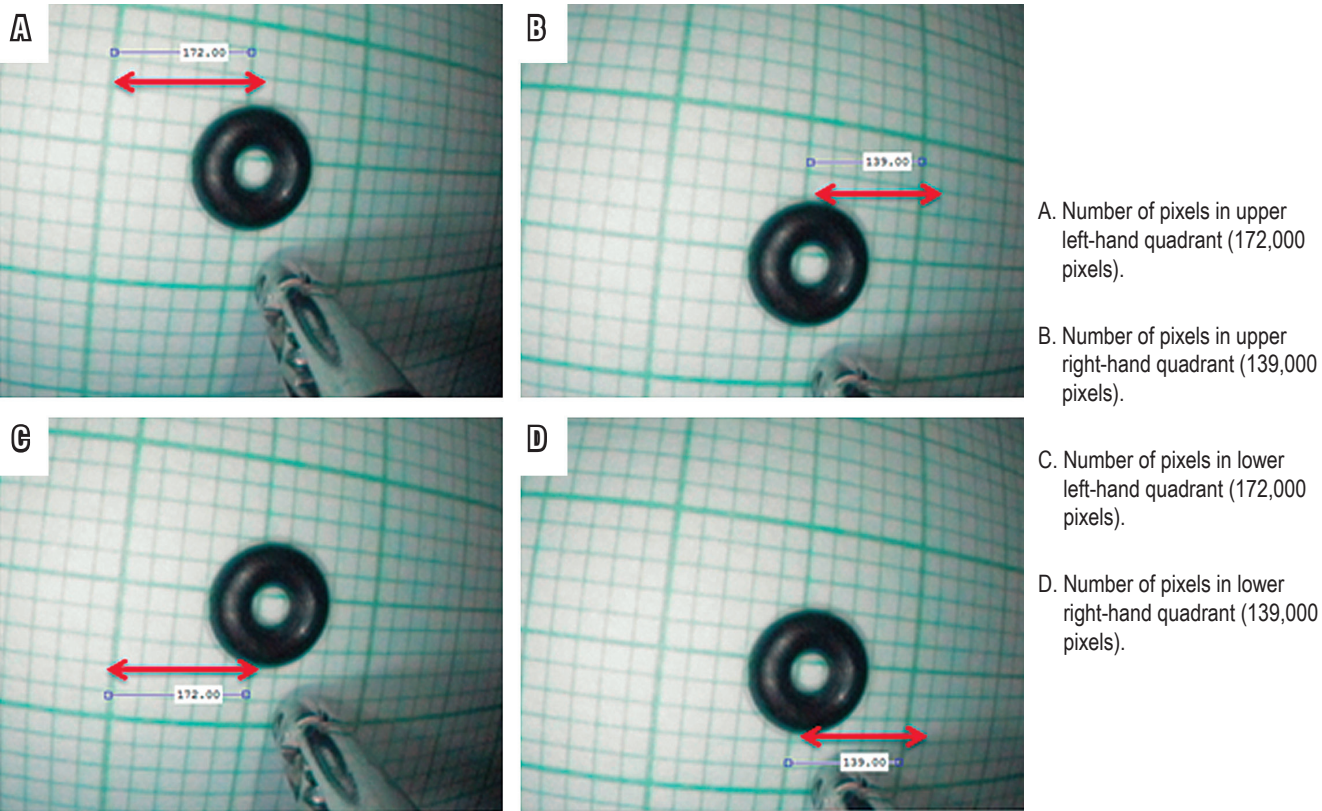 A
172.00
B
139.00
C
172.00
D
139.00
A. Number of pixels in upper
left-hand quadrant (172,000
pixels).
B. Number of pixels in upper
right-hand quadrant (139,000
pixels).
C. Number of pixels in lower
left-hand quadrant (172,000
pixels).
D. Number of pixels in lower
right-hand quadrant (139,000
pixels).